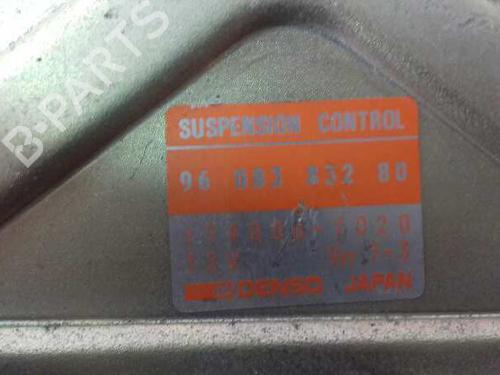 B-PARTS
SUSPENSION CONTROL
96 083 832 80
12V
DENSO JAPAN